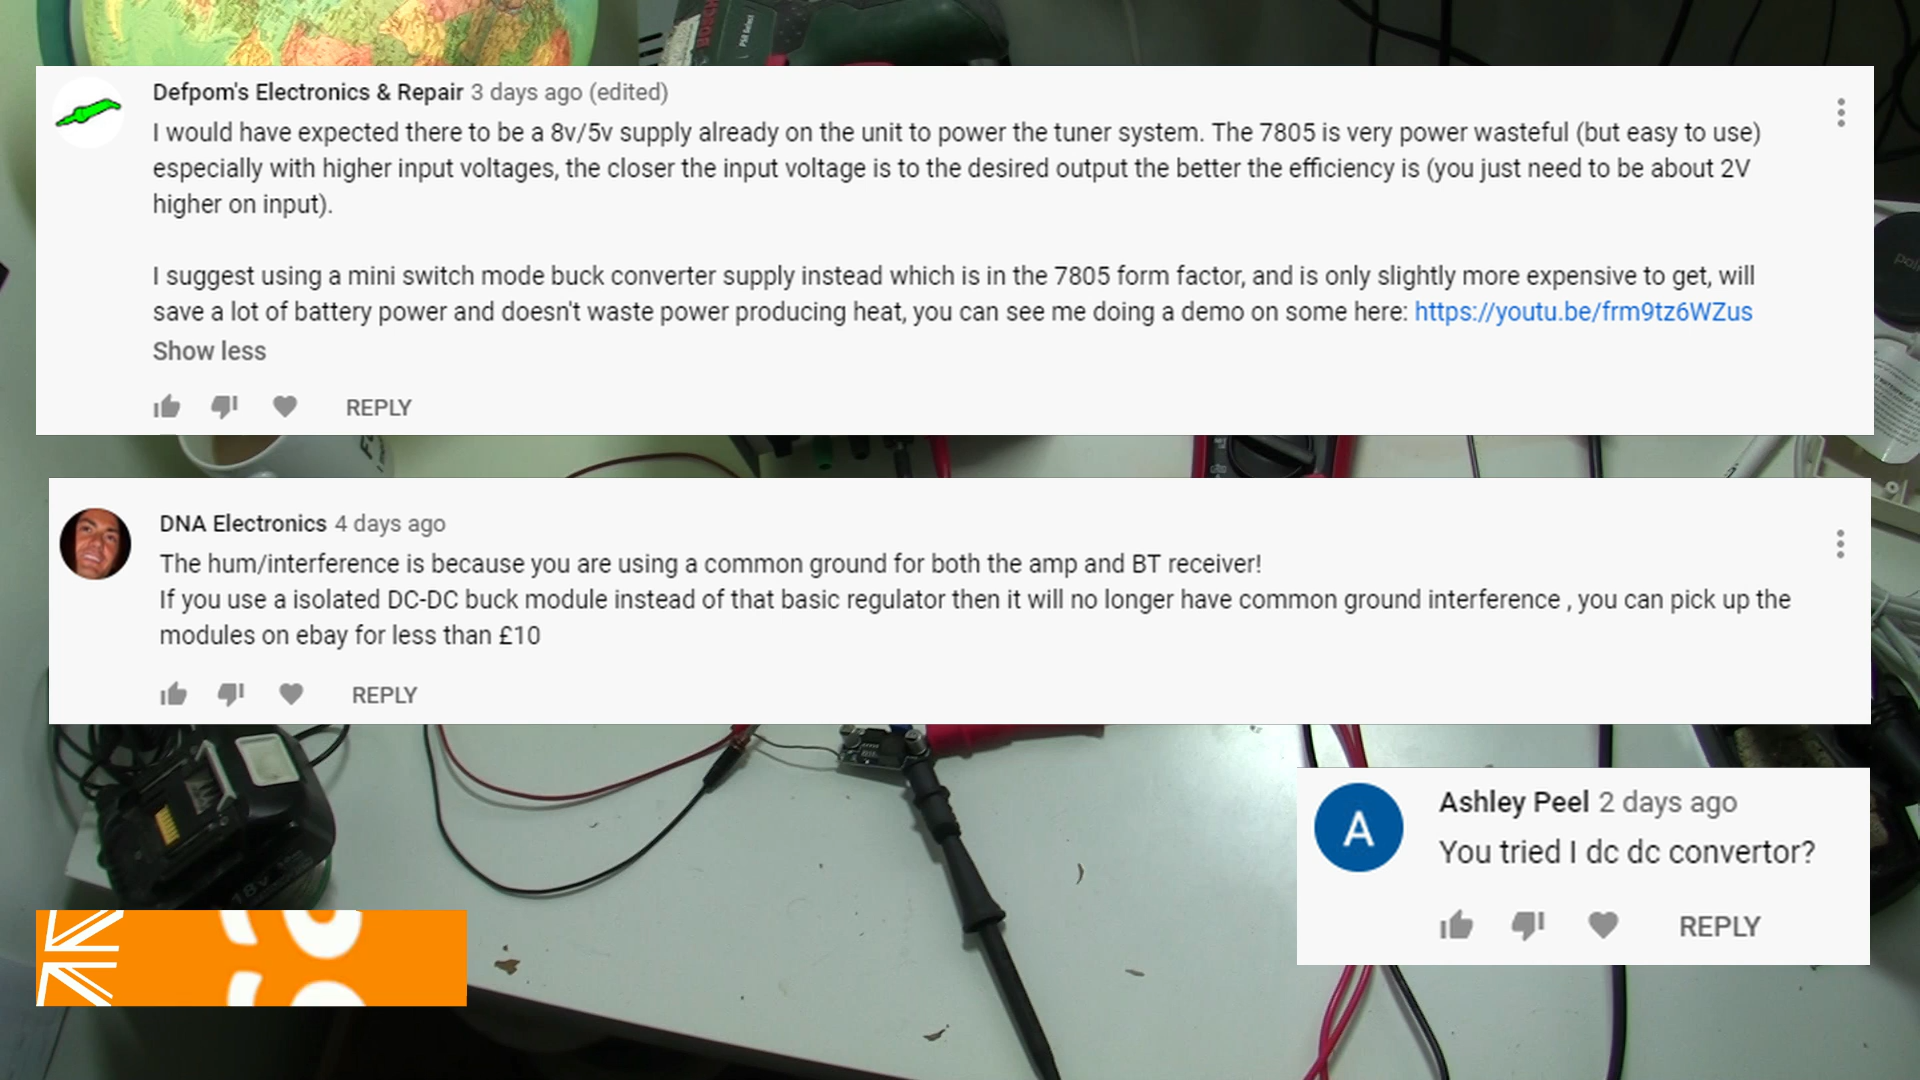 BOSCH
PSB Select
Defpom's Electronics & Repair 3 days ago (edited)
I would have expected there to be a 8v/5v supply already on the unit to power the tuner system. The 7805 is very power wasteful (but easy to use)
especially with higher input voltages, the closer the input voltage is to the desired output the better the efficiency is (you just need to be about 2V
higher on input).
I suggest using a mini switch mode buck converter supply instead which is in the 7805 form factor, and is only slightly more expensive to get, will
save a lot of battery power and doesn't waste power producing heat, you can see me doing a demo on some here: https://youtu.be/frm9tz6WZus
Show less
REPLY
DNA Electronics 4 days ago
The hum/interference is because you are using a common ground for both the amp and BT receiver!
If you use a isolated DC-DC buck module instead of that basic regulator then it will no longer have common ground interference , you can pick up the
modules on ebay for less than £10
REPLY
A
Ashley Peel 2 days ago
You tried I dc dc convertor?
REPLY
18V